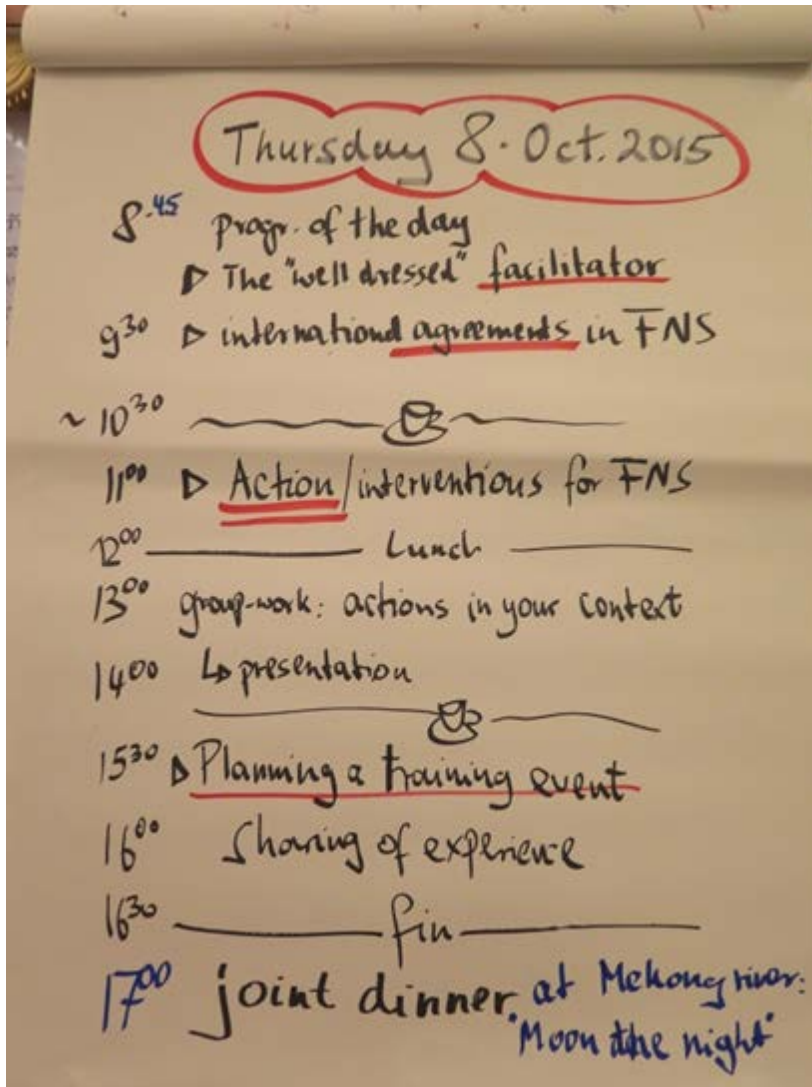 Thursday 8. Oct. 2015
8.45 progr. of the day
The "well dressed" facilitator
9 30 international agreements in FNS
~ 10 30
11 00 Action/interventions for FNS
12 00 Lunch
13 00 group-work: actions in your context
14 00 presentation
15 30 Planning a training event
16 00 Sharing of experience
16 30 fin
17 00 joint dinner at Mekong river:
"Moon the night"